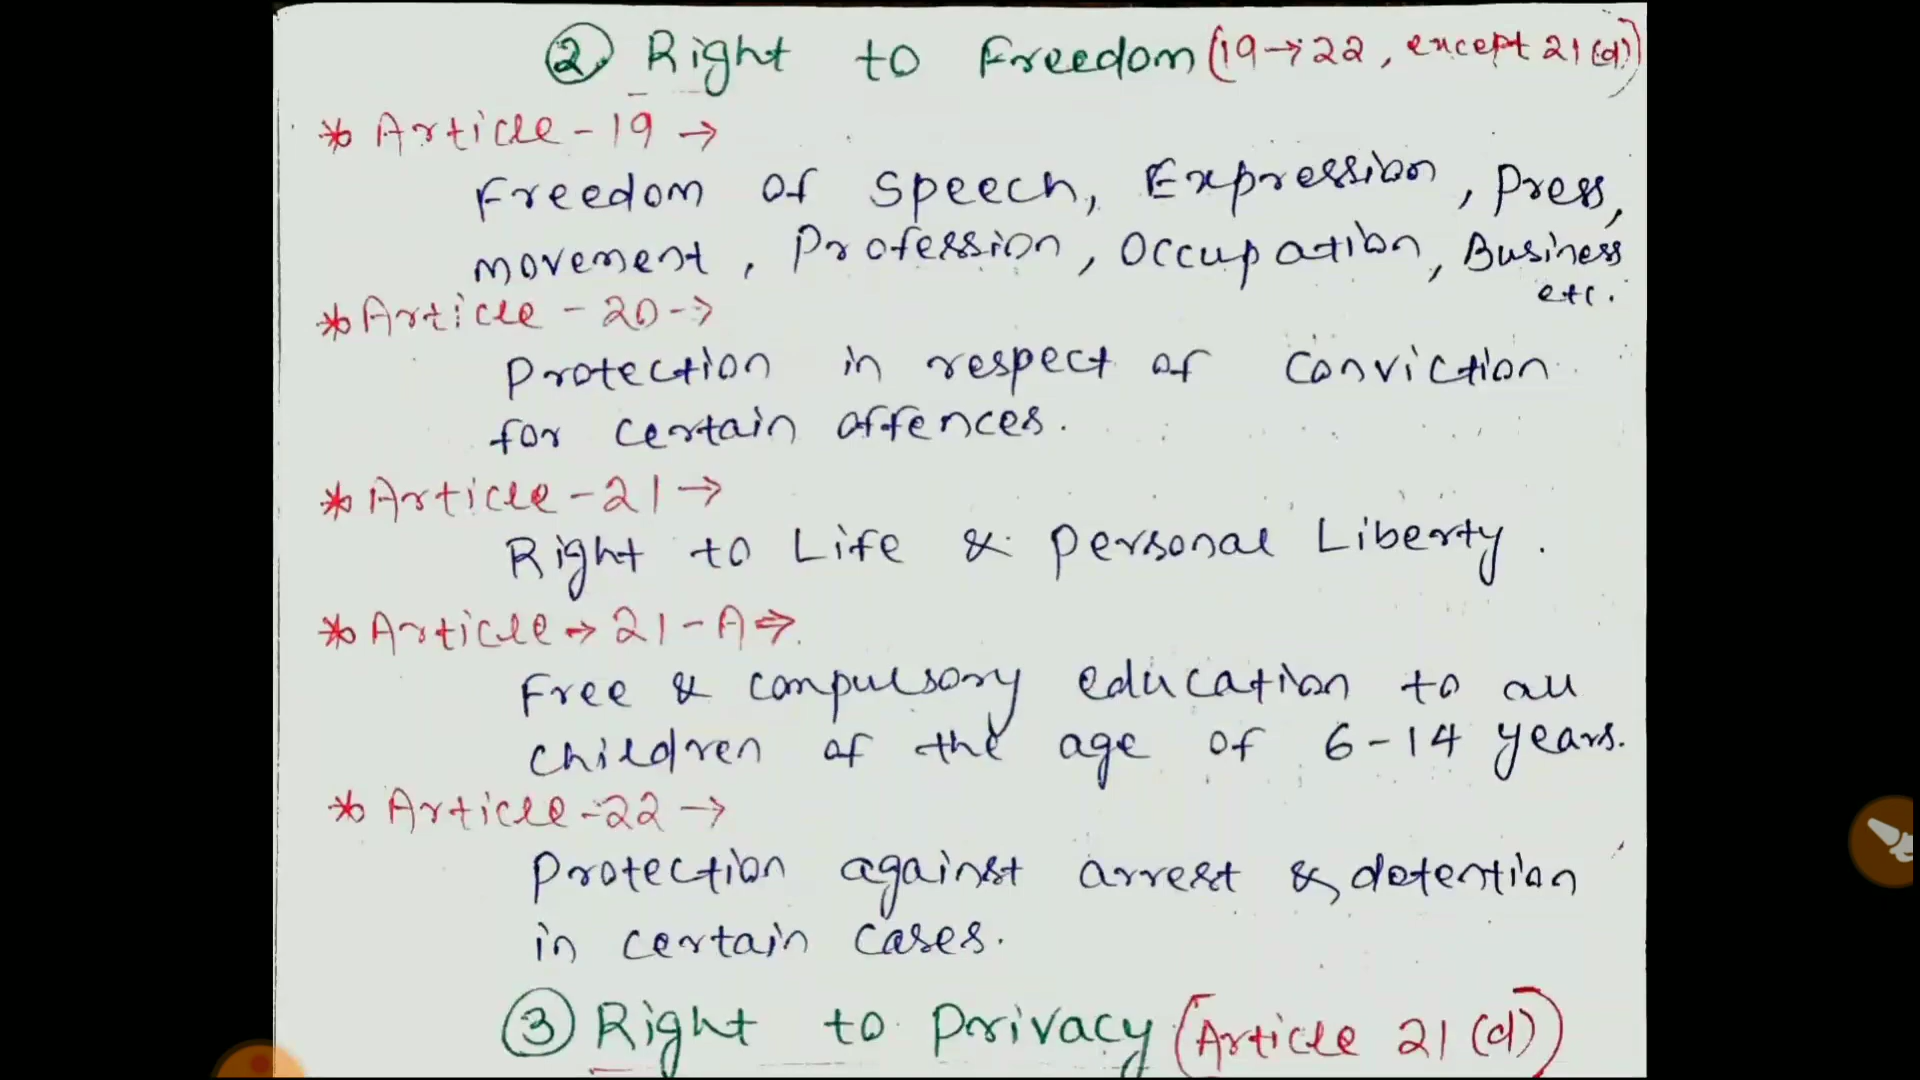 ② Right to Freedom (19→22, except 21(d))
* Article-19 →
Freedom of Speech, Expression, Press,
movement, Profession, Occupation, Business
etc.
* Article - 20 →
Protection in respect of Conviction
for certain offences.
* Article - 21 →
Right to Life & Personal Liberty.
* Article → 21-A ⇒
Free & compulsory education to all
children of the age of 6-14 years.
* Article -22 →
Protection against arrest & detention
in certain cases.
③ Right to Privacy (Article 21(d))